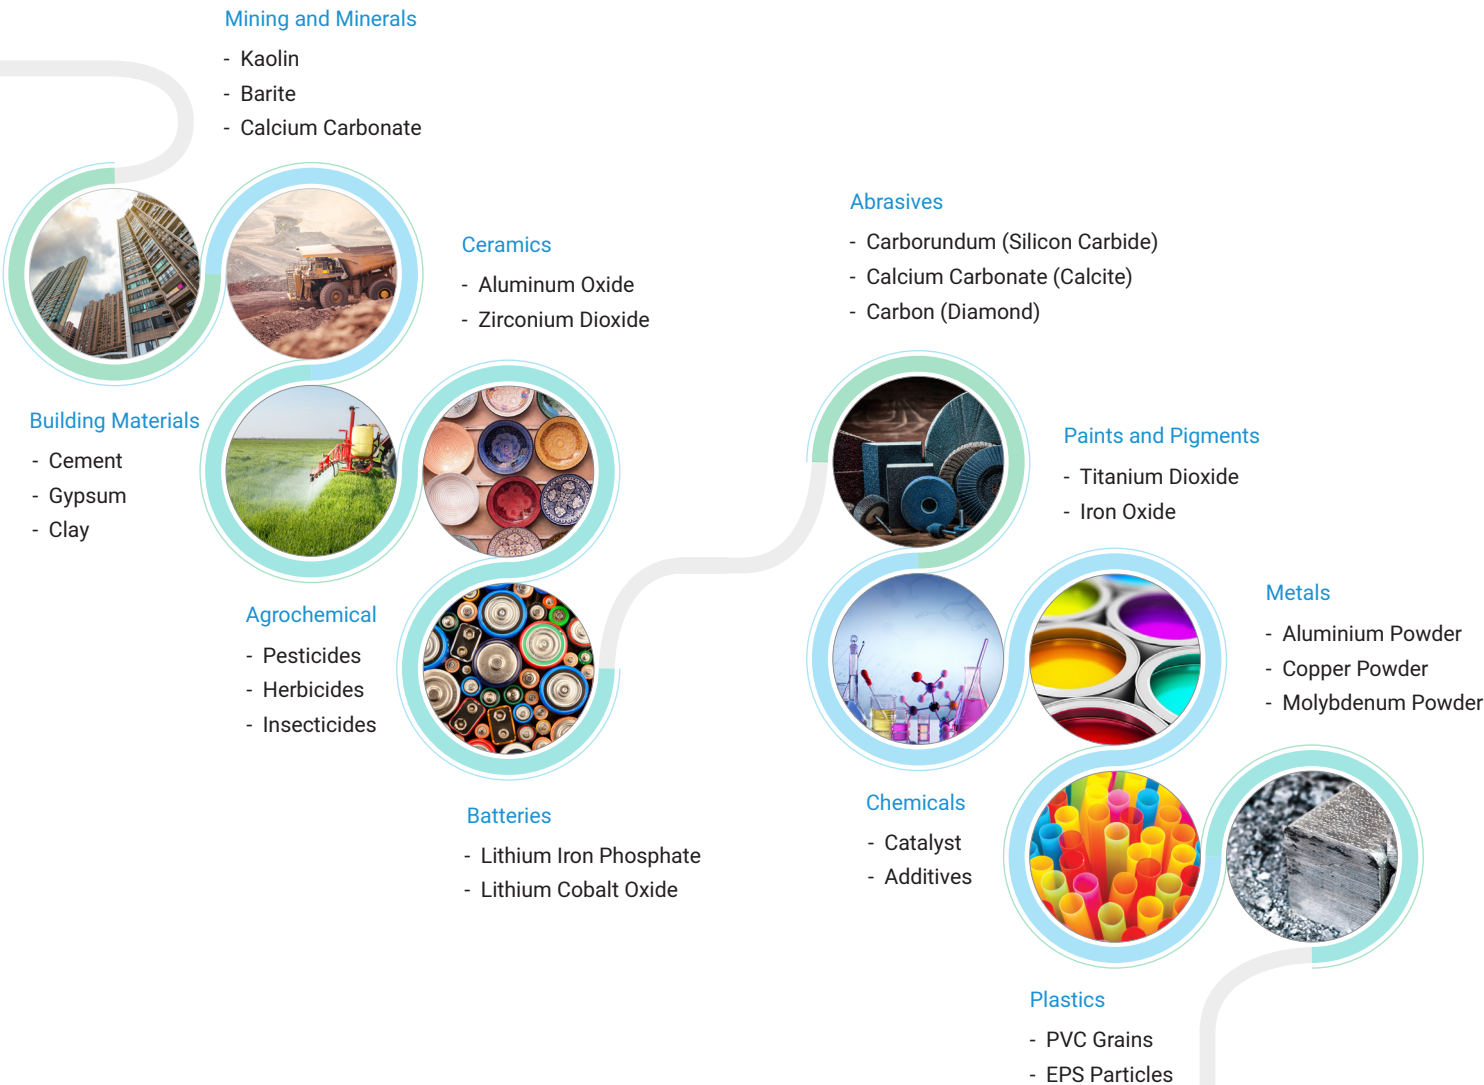 Mining and Minerals
- Kaolin
- Barite
- Calcium Carbonate
Building Materials
- Cement
- Gypsum
- Clay
Ceramics
- Aluminum Oxide
- Zirconium Dioxide
Agrochemical
- Pesticides
- Herbicides
- Insecticides
Batteries
- Lithium Iron Phosphate
- Lithium Cobalt Oxide
Abrasives
- Carborundum (Silicon Carbide)
- Calcium Carbonate (Calcite)
- Carbon (Diamond)
Paints and Pigments
- Titanium Dioxide
- Iron Oxide
Chemicals
- Catalyst
- Additives
Metals
- Aluminium Powder
- Copper Powder
- Molybdenum Powder
Plastics
- PVC Grains
- EPS Particles